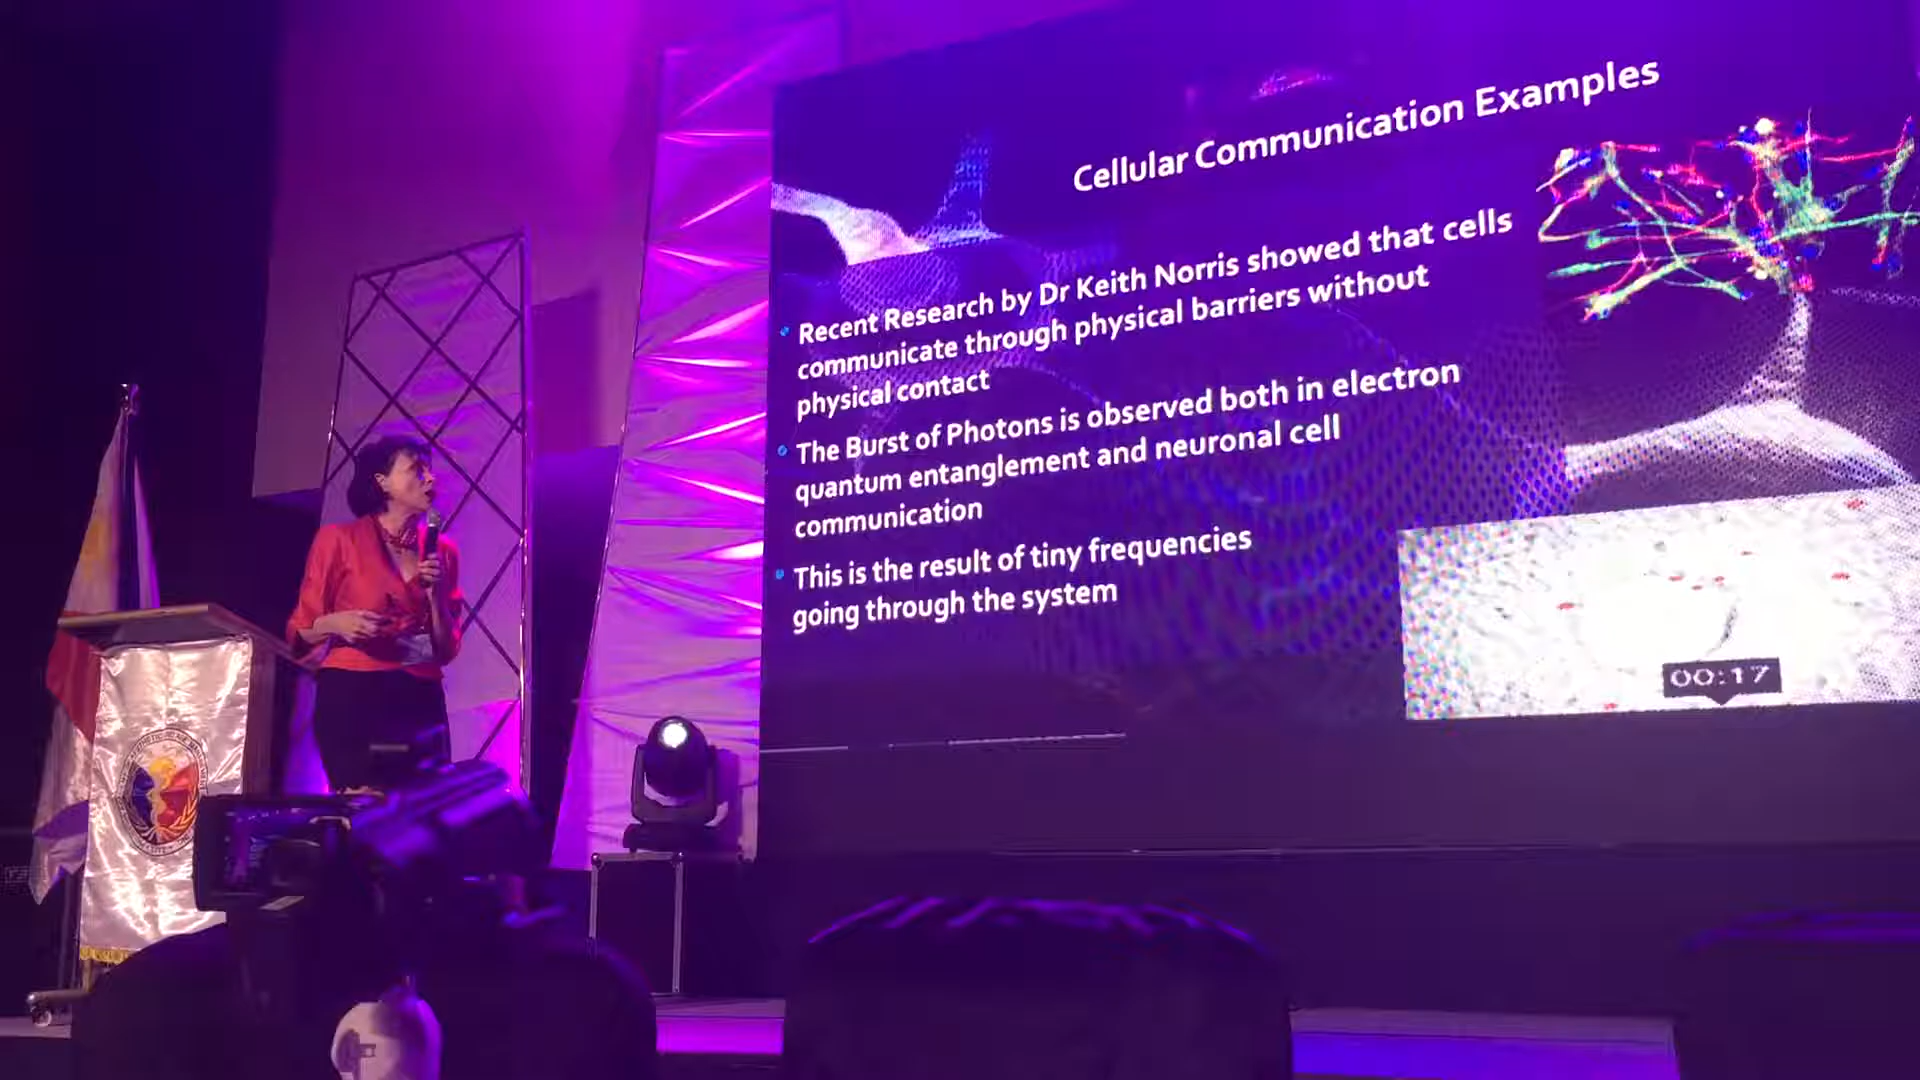 Cellular Communication Examples
Recent Research by Dr Keith Norris showed that cells
communicate through physical barriers without
physical contact
The Burst of Photons is observed both in electron
quantum entanglement and neuronal cell
communication
This is the result of tiny frequencies
going through the system
00:17